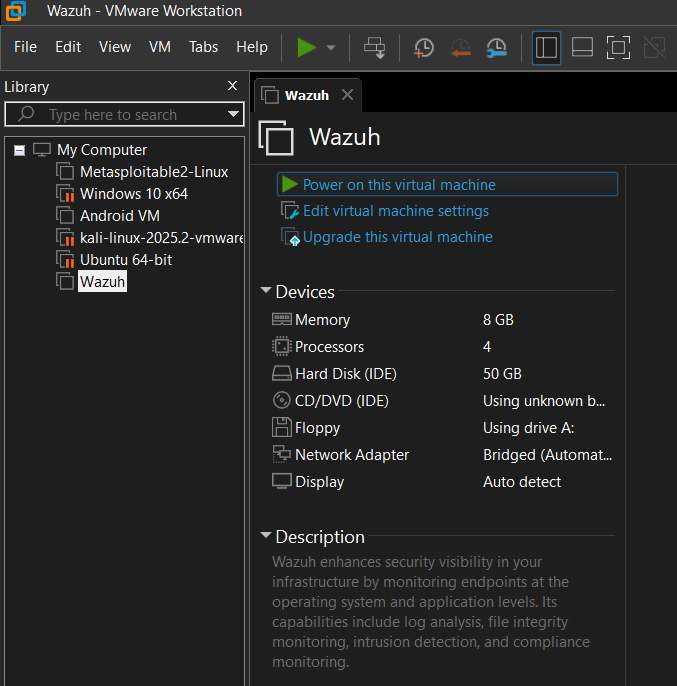 Wazuh - VMware Workstation
File Edit View VM Tabs Help
Library
Type here to search
My Computer
Metasploitable2-Linux
Windows 10 x64
Android VM
kali-linux-2025.2-vmware
Ubuntu 64-bit
Wazuh
Wazuh
Wazuh
Power on this virtual machine
Edit virtual machine settings
Upgrade this virtual machine
Devices
Memory 8 GB
Processors 4
Hard Disk (IDE) 50 GB
CD/DVD (IDE) Using unknown b...
Floppy Using drive A:
Network Adapter Bridged (Automat...
Display Auto detect
Description
Wazuh enhances security visibility in your
infrastructure by monitoring endpoints at the
operating system and application levels. Its
capabilities include log analysis, file integrity
monitoring, intrusion detection, and compliance
monitoring.